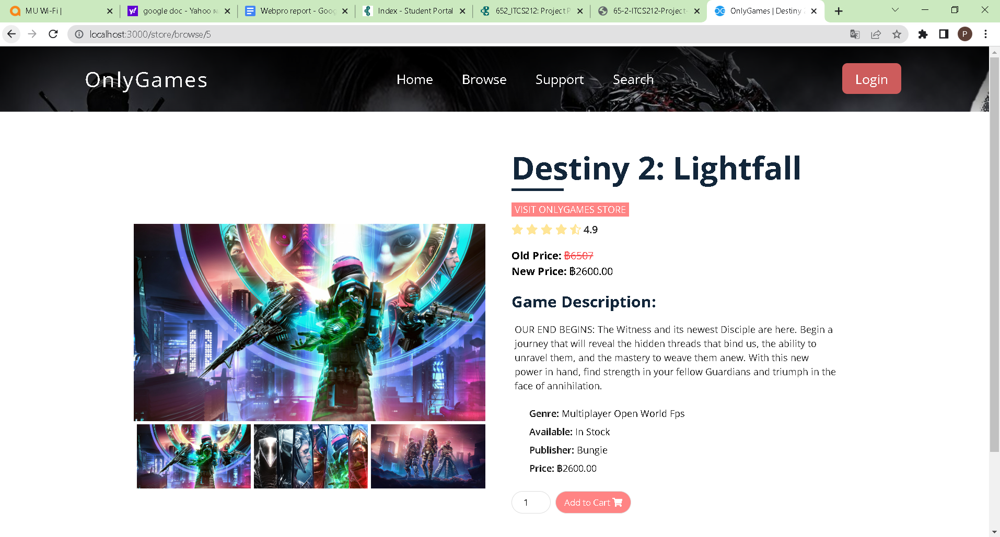 MU Wi-Fi |
google doc - Yahoo
Webpro report - Goog
Index - Student Portal
652_ITCS212: Project P
65-2-ITCS212-Project-
OnlyGames | Destiny 2
localhost:3000/store/browse/5
P
OnlyGames
Home
Browse
Support
Search
Login
Destiny 2: Lightfall
VISIT ONLYGAMES STORE
4.9
Old Price: ฿6507
New Price: ฿2600.00
Game Description:
OUR END BEGINS: The Witness and its newest Disciple are here. Begin a
journey that will reveal the hidden threads that bind us, the ability to
unravel them, and the mastery to weave them anew. With this new
power in hand, find strength in your fellow Guardians and triumph in the
face of annihilation.
Genre: Multiplayer Open World Fps
Available: In Stock
Publisher: Bungie
Price: ฿2600.00
1
Add to Cart